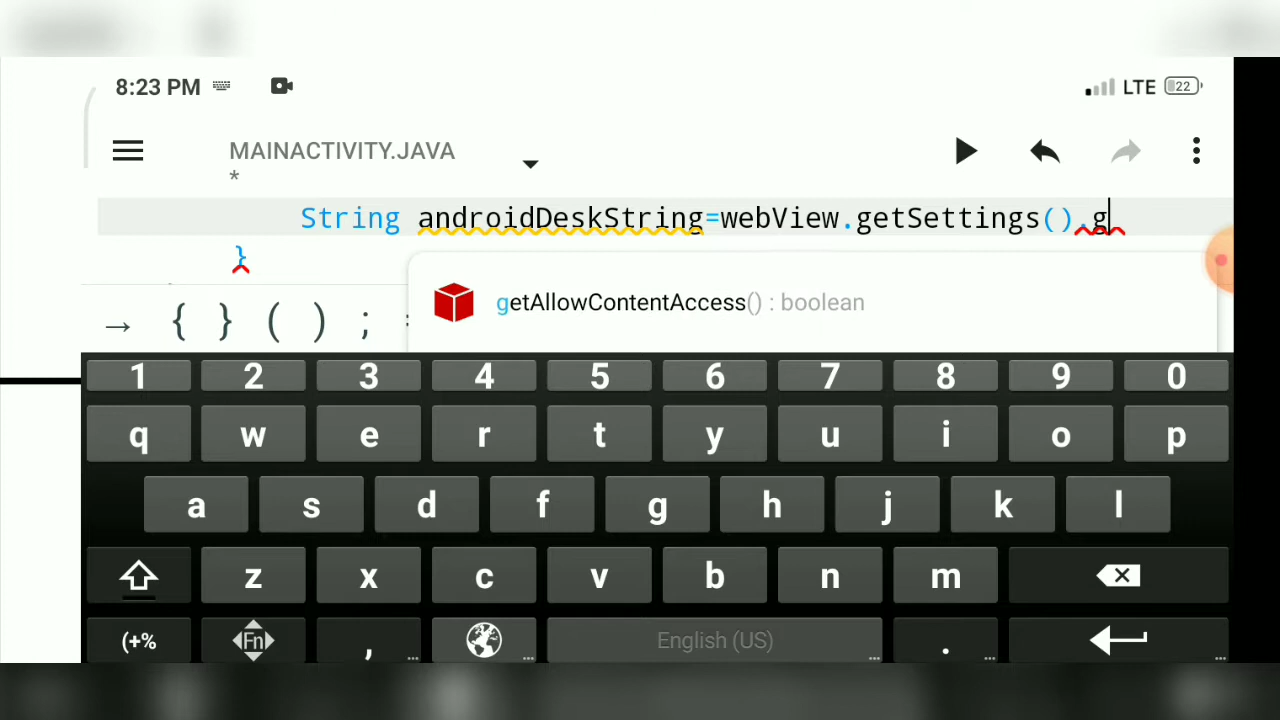 8:23 PM LTE 22
MAINACTIVITY.JAVA
*
String androidDeskString=webView.getSettings().g
}
getAllowContentAccess() : boolean
→ { } ( ) ;
1 2 3 4 5 6 7 8 9 0
q w e r t y u i o p
a s d f g h j k l
z x c v b n m
(+% Fn , English (US) .